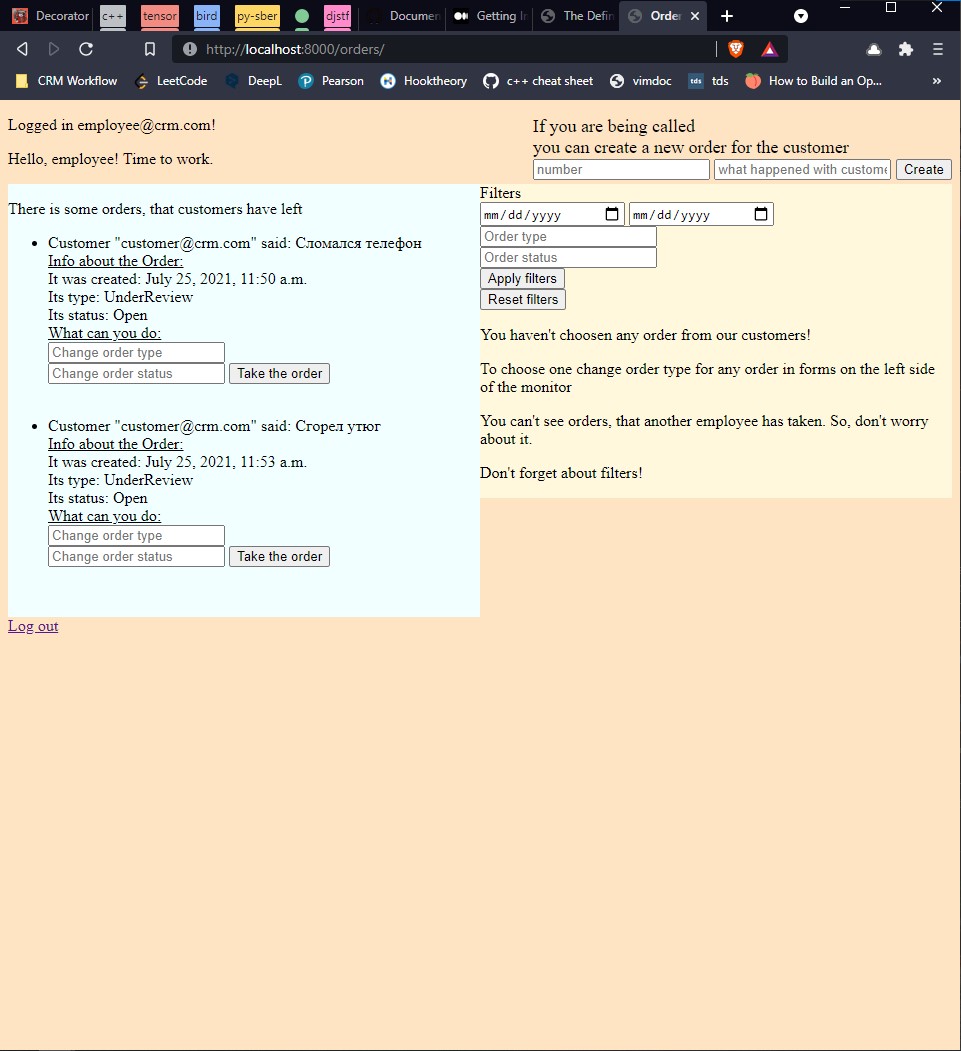 Decorator
c++
tensor
bird
py-sber
djstf
Documen
Getting In
The Defin
Order
http://localhost:8000/orders/
CRM Workflow
LeetCode
DeepL
Pearson
Hooktheory
c++ cheat sheet
vimdoc
tds
tds
How to Build an Op...
»
Logged in employee@crm.com!
Hello, employee! Time to work.
If you are being called
you can create a new order for the customer
number what happened with custome Create
There is some orders, that customers have left
Customer "customer@crm.com" said: Сломался телефон
Info about the Order:
It was created: July 25, 2021, 11:50 a.m.
Its type: UnderReview
Its status: Open
What can you do:
Change order type
Change order status Take the order
Customer "customer@crm.com" said: Сгорел утюг
Info about the Order:
It was created: July 25, 2021, 11:53 a.m.
Its type: UnderReview
Its status: Open
What can you do:
Change order type
Change order status Take the order
Log out
Filters
mm/dd/yyyy mm/dd/yyyy
Order type
Order status
Apply filters
Reset filters
You haven't choosen any order from our customers!
To choose one change order type for any order in forms on the left side
of the monitor
You can't see orders, that another employee has taken. So, don't worry
about it.
Don't forget about filters!